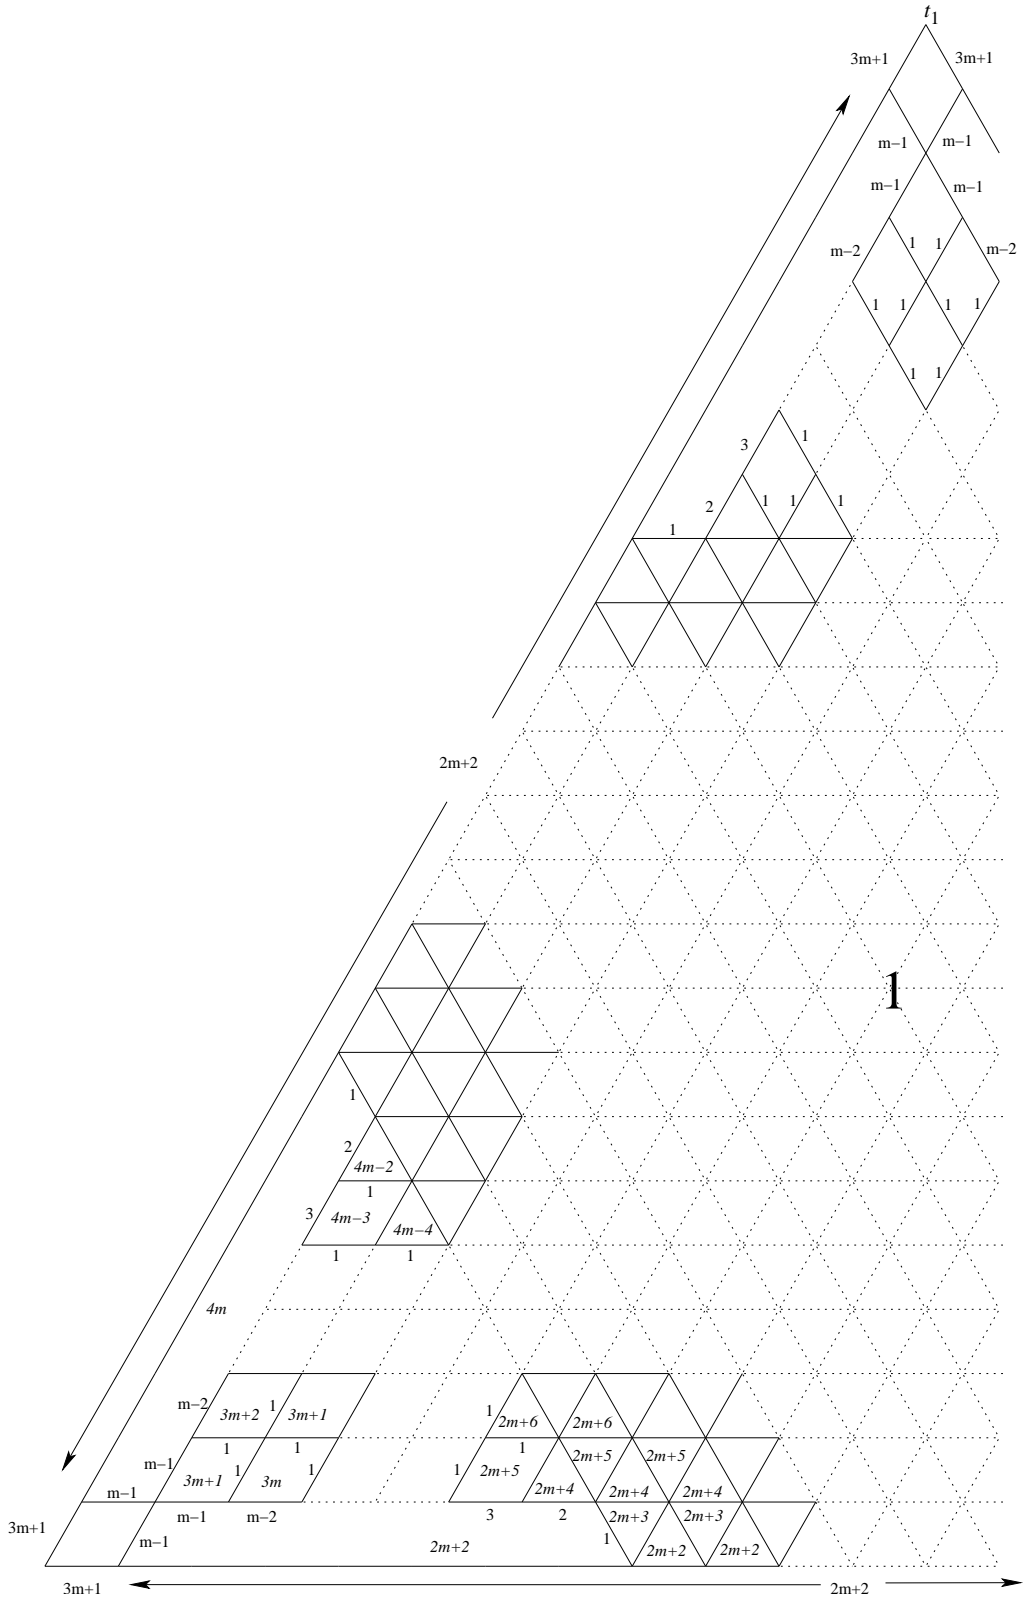 t1
3m+1 3m+1
m−1 m−1
m−1 m−1
m−2 1 1 m−2
1 1 1 1
1 1
3 1
2 1 1 1
1
2m+2
1
1
2
4m−2
1
3 4m−3 4m−4
1 1
4m
m−2 3m+2 1 3m+1 1 2m+6 2m+6
1 1 1 2m+5 2m+5
m−1 3m+1 1 3m 1 1 2m+5 2m+4 2m+4 2m+4
m−1
m−1 m−2 3 2 2m+3 2m+3
3m+1 m−1 2m+2 1 2m+2 2m+2
3m+1 2m+2